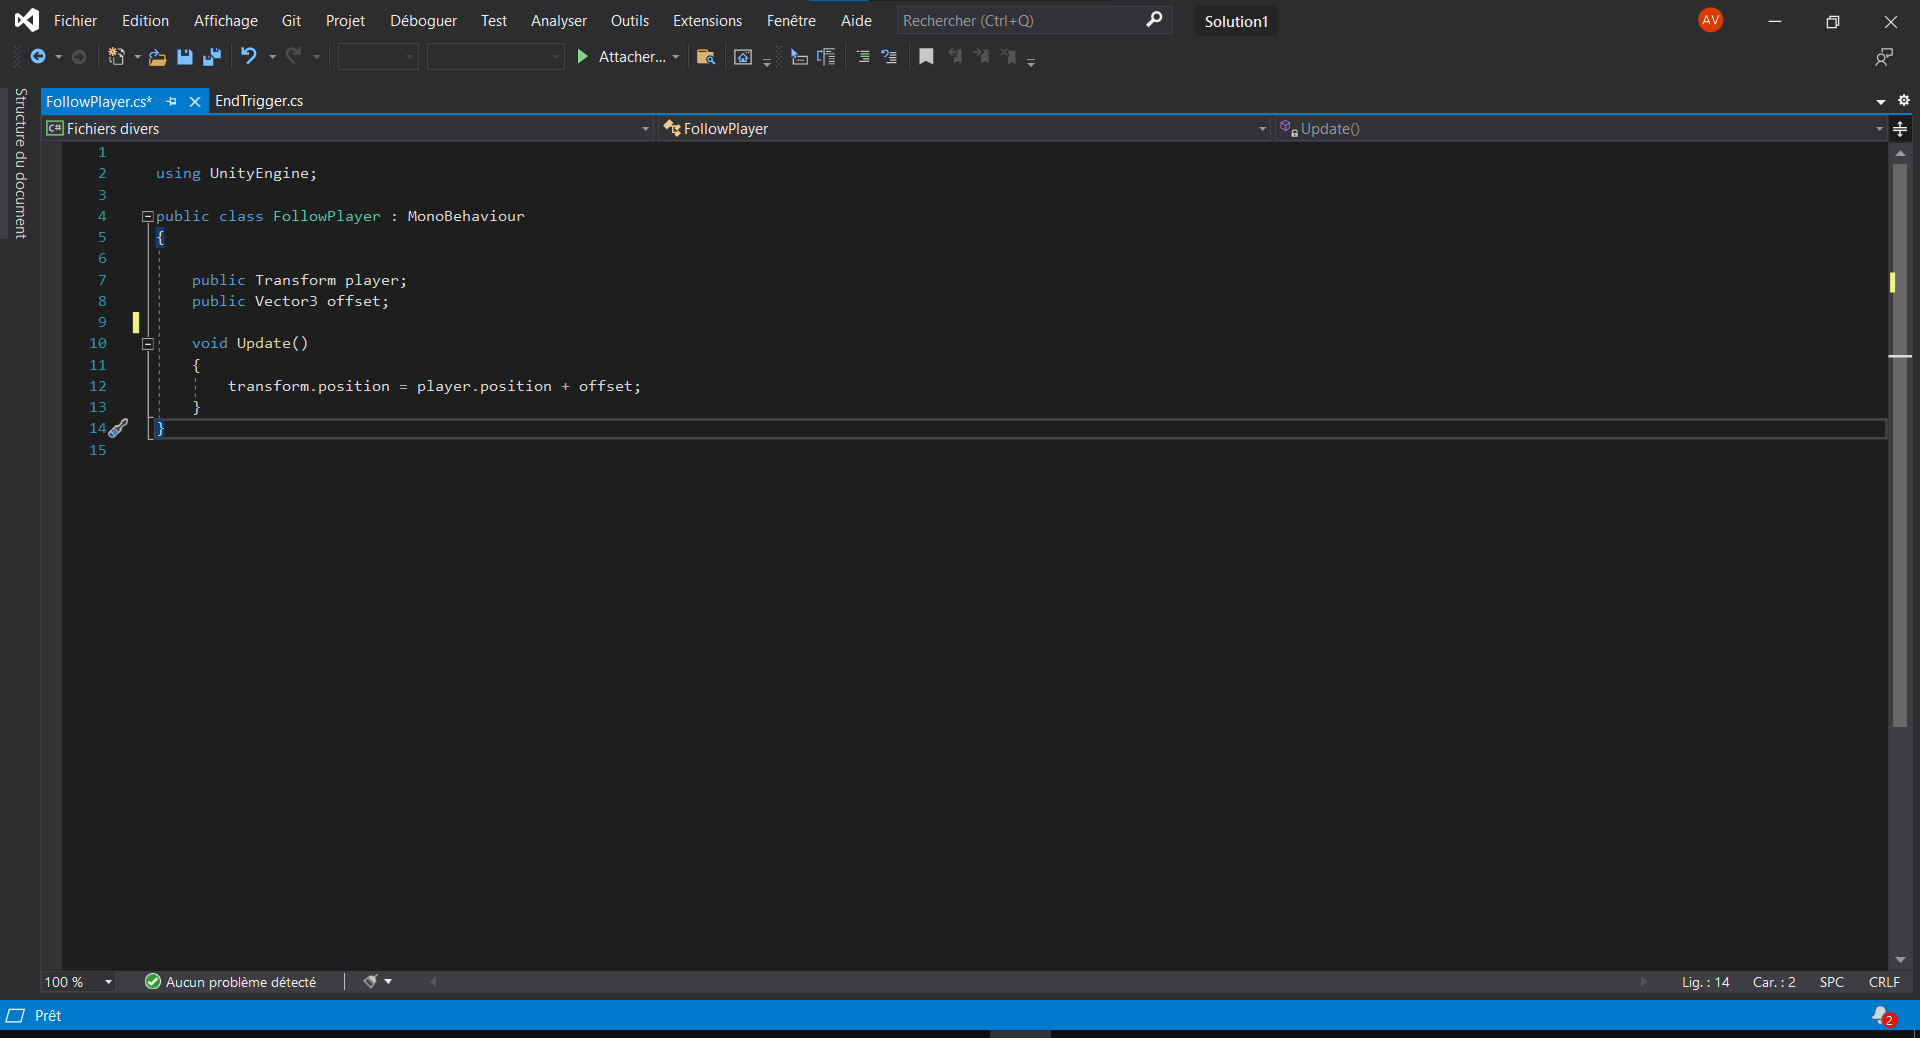 Fichier Edition Affichage Git Projet Déboguer Test Analyser Outils Extensions Fenêtre Aide Rechercher (Ctrl+Q) Solution1 AV
Attacher...
Structure du document
FollowPlayer.cs* EndTrigger.cs
C# Fichiers divers FollowPlayer Update()
1
2 using UnityEngine;
3
4 public class FollowPlayer : MonoBehaviour
5 {
6
7 public Transform player;
8 public Vector3 offset;
9
10 void Update()
11 {
12 transform.position = player.position + offset;
13 }
14 }
15
100 % Aucun problème détecté Lig. : 14 Car. : 2 SPC CRLF
Prêt 2